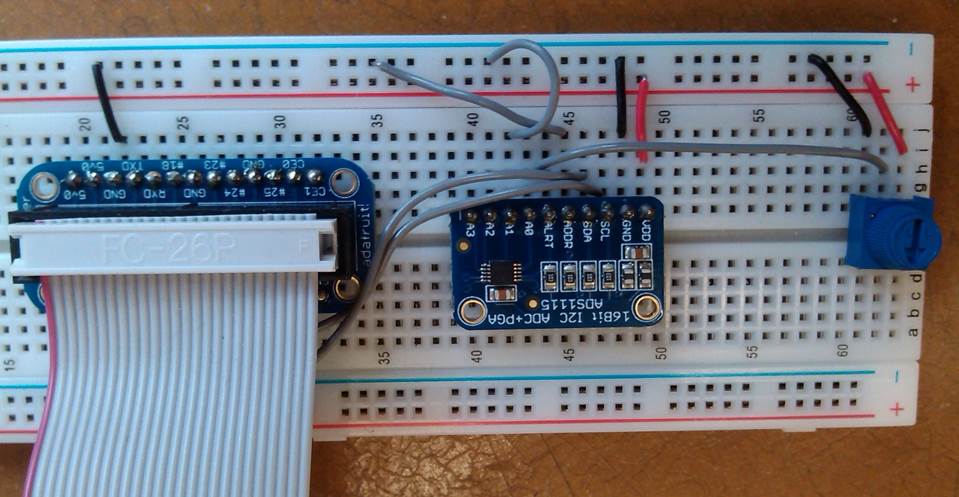 20 25 30 40 45 50 55 60 j
- +
h i
f g
5v0 GND TXD #18 #23 GND CE0
5v0 GND RXD GND #24 #25 CE1
adafruit
FC-26P F
A3 A2 A1 A0 ALRT ADDR SDA SCL GND VDD
ADS1115
16Bit I2C ADC+PGA
a b c d
15 35 40 45 50 55 60
- +